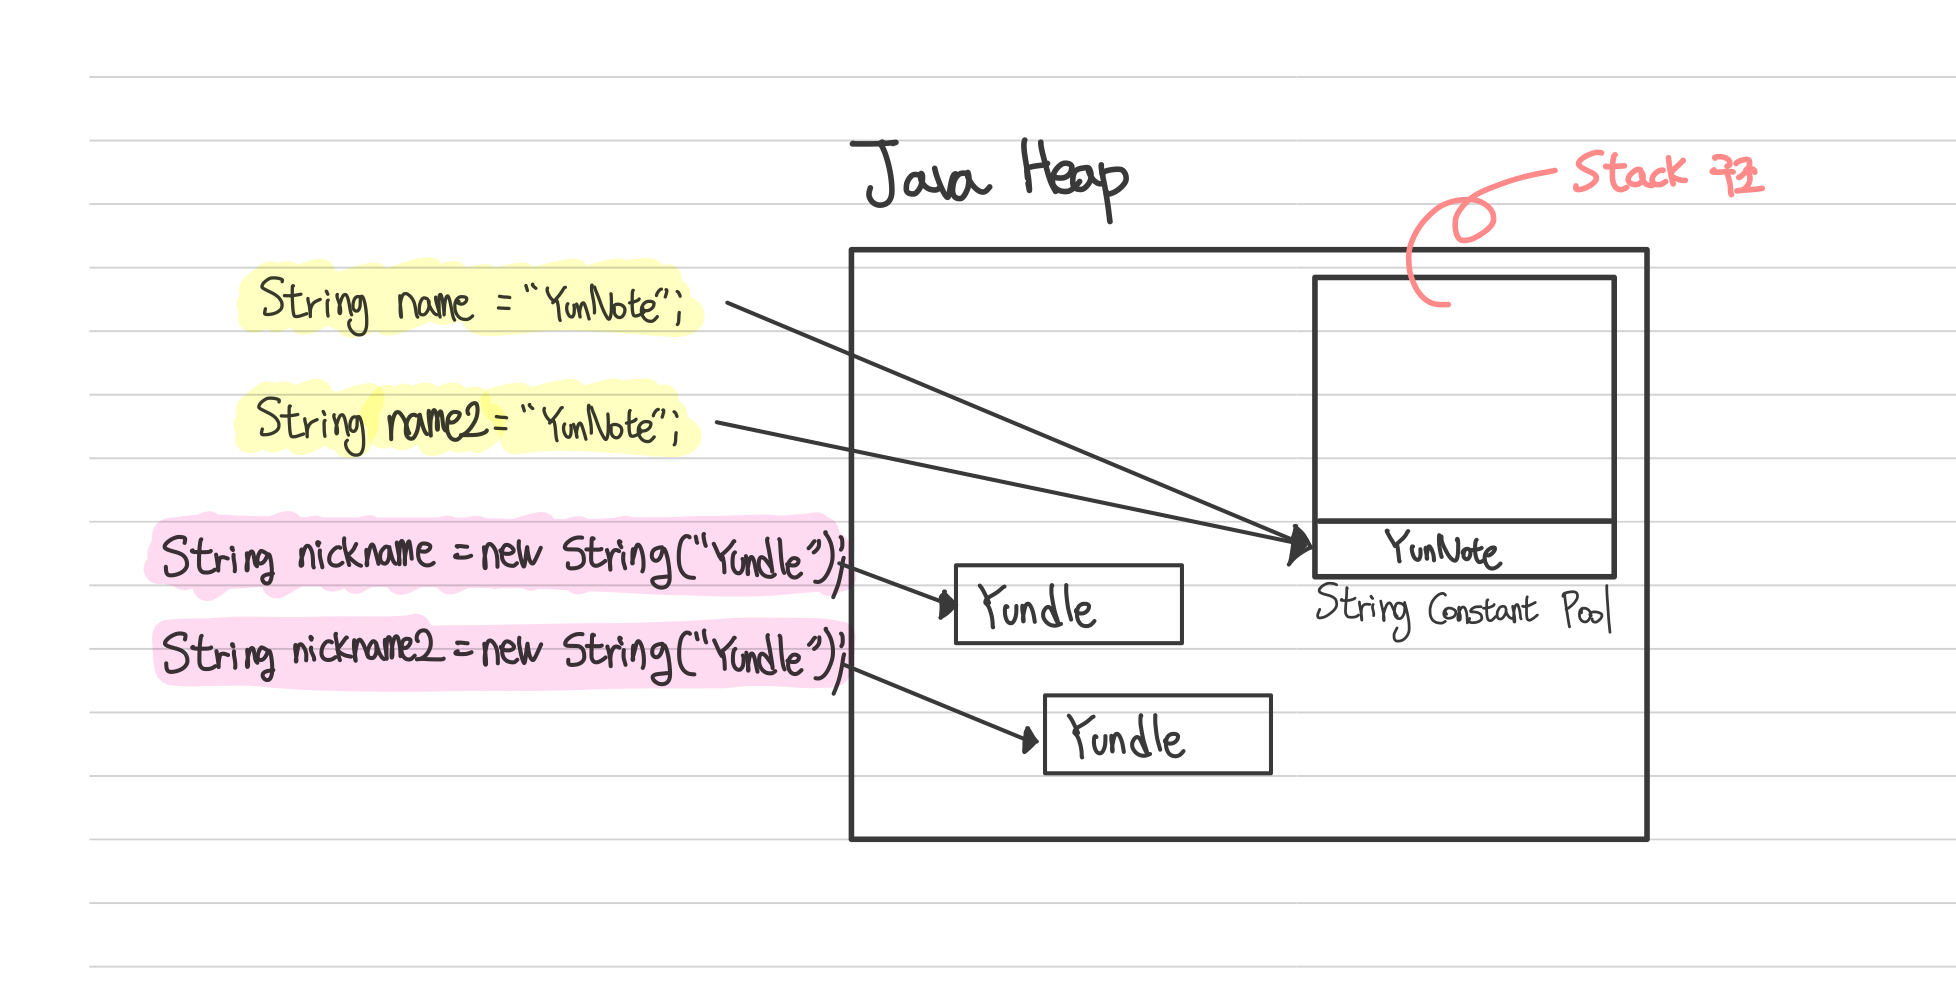 Java Heap
Stack 구조
String name = "YunNote";
String name2 = "YunNote";
String nickname = new String("Yundle");
String nickname2 = new String("Yundle");
YunNote
String Constant Pool
Yundle
Yundle